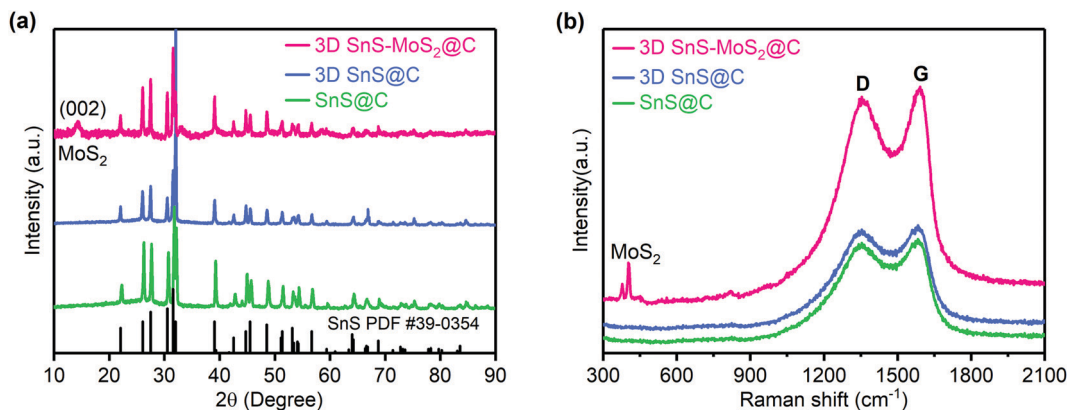 (a)
3D SnS-MoS₂@C
3D SnS@C
SnS@C
(002)
MoS₂
SnS PDF #39-0354
Intensity (a.u.)
10 20 30 40 50 60 70 80 90
2θ (Degree)
(b)
3D SnS-MoS₂@C
3D SnS@C
SnS@C
D
G
MoS₂
Intensity(a.u.)
300 600 900 1200 1500 1800 2100
Raman shift (cm⁻¹)